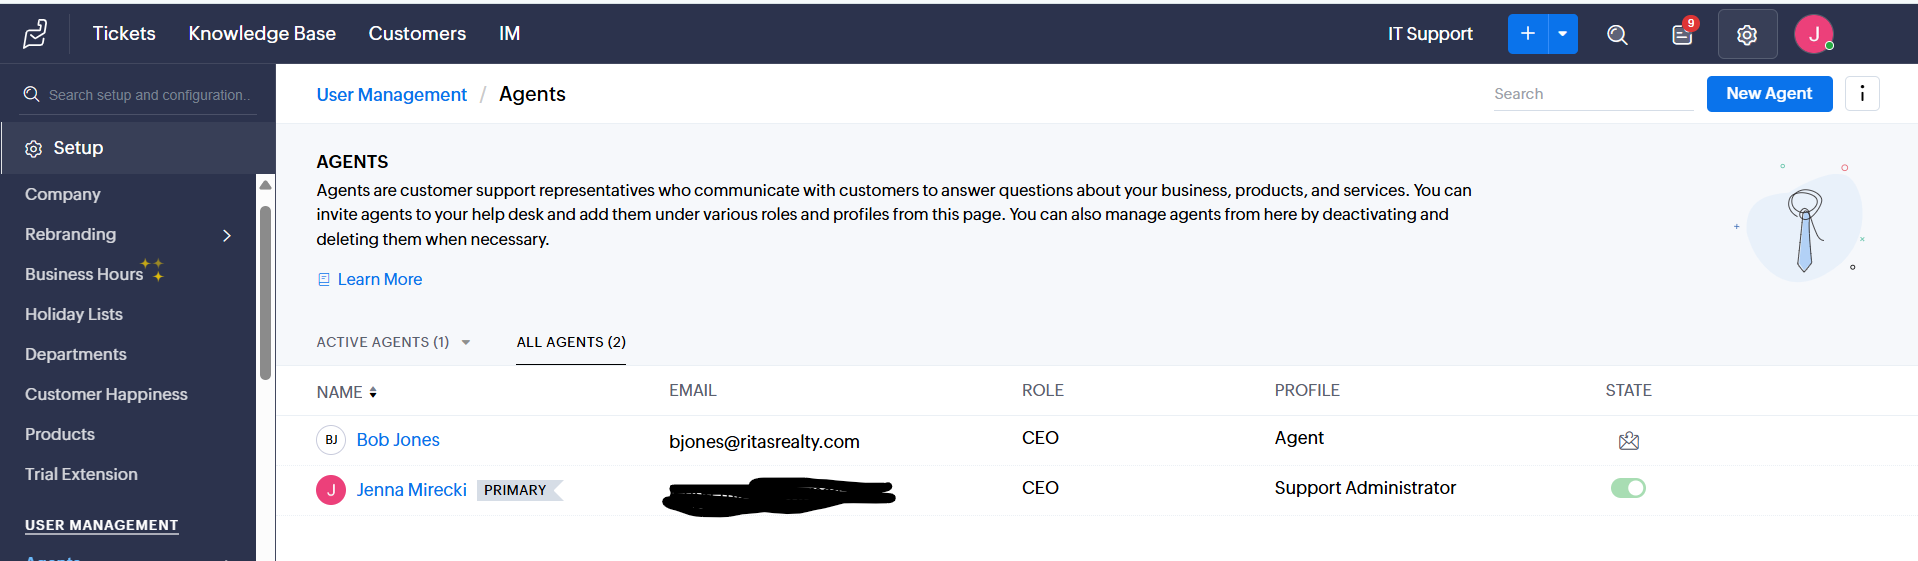 Tickets Knowledge Base Customers IM IT Support 9 J
Search setup and configuration..
User Management / Agents Search New Agent i
Setup
Company
Rebranding
Business Hours
Holiday Lists
Departments
Customer Happiness
Products
Trial Extension
USER MANAGEMENT
Agents
AGENTS
Agents are customer support representatives who communicate with customers to answer questions about your business, products, and services. You can
invite agents to your help desk and add them under various roles and profiles from this page. You can also manage agents from here by deactivating and
deleting them when necessary.
Learn More
ACTIVE AGENTS (1) ALL AGENTS (2)
NAME EMAIL ROLE PROFILE STATE
BJ Bob Jones bjones@ritasrealty.com CEO Agent
J Jenna Mirecki PRIMARY CEO Support Administrator